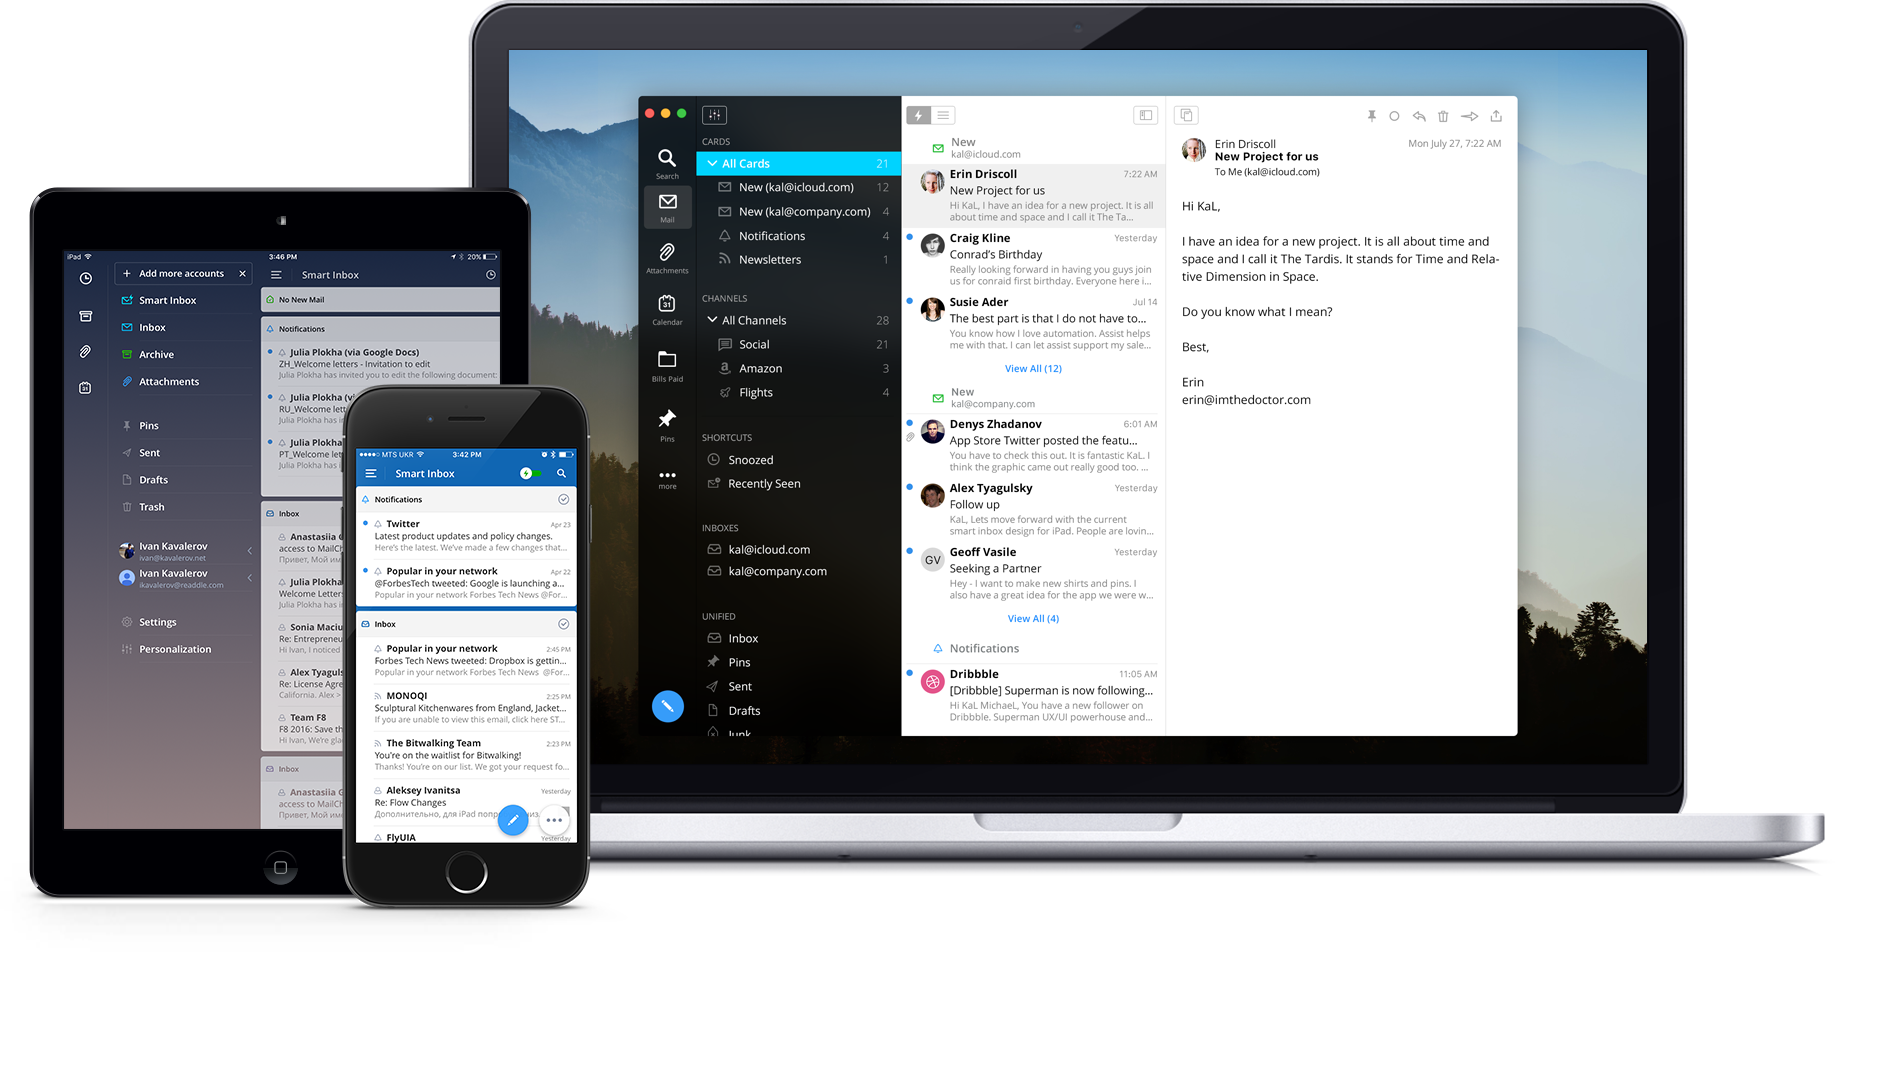 iPad
3:46 PM
20%
Add more accounts
Smart Inbox
Smart Inbox
Inbox
Archive
Attachments
Pins
Sent
Drafts
Trash
Ivan Kavalerov
ivan@kavalerov.net
Ivan Kavalerov
ikavalerov@readdle.com
Settings
Personalization
31
No New Mail
Notifications
Julia Plokha (via Google Docs)
ZH_Welcome letters - Invitation to edit
Julia Plokha has invited you to edit the following document:
Julia Plokha (vi
RU_Welcome lett
Julia Plokha has in
Julia Plokha
PT_Welcome let
Julia Plokha has i
Inbox
Anastasiia G
access to MailCh
Привет, Мой им
Julia Plokha
Welcome Letters
Julia Plokha has i
Sonia Maciu
Re: Entrepreneu
Hi Ivan, I noticed
Alex Tyaguls
Re: License Agre
California. Alex >
Team F8
F8 2016: Save th
Hi Ivan, We're gla
Inbox
Anastasiia G
access to MailC
Привет, Мой име
MTS UKR
3:42 PM
Smart Inbox
Notifications
Twitter
Apr 23
Latest product updates and policy changes.
Here's the latest. We've made a few changes that...
Popular in your network
Apr 22
@ForbesTech tweeted: Google is launching a...
Popular in your network Forbes Tech News @For...
Inbox
Popular in your network
2:45 PM
Forbes Tech News tweeted: Dropbox is gettin...
Popular in your network Forbes Tech News @Fo...
MONOQI
2:25 PM
Sculptural Kitchenwares from England, Jacket...
If you are unable to view this email, click here ST...
The Bitwalking Team
2:23 PM
You're on the waitlist for Bitwalking!
Thanks! You're on our list. We got your request fo...
Aleksey Ivanitsa
Yesterday
Re: Flow Changes
Дополнительно, для iPad
FlyUIA
Yesterday
Search
Mail
Attachments
31
Calendar
Bills Paid
Pins
more
CARDS
All Cards 21
New (kal@icloud.com) 12
New (kal@company.com) 4
Notifications 4
Newsletters 1
CHANNELS
All Channels 28
Social 21
Amazon 3
Flights 4
SHORTCUTS
Snoozed
Recently Seen
INBOXES
kal@icloud.com
kal@company.com
UNIFIED
Inbox
Pins
Sent
Drafts
Junk
New
kal@icloud.com
Erin Driscoll 7:22 AM
New Project for us
Hi KaL, I have an idea for a new project. It is all
about time and space and I call it The Ta...
Craig Kline Yesterday
Conrad's Birthday
Really looking forward in having you guys join
us for conraid first birthday. Everyone here i...
Susie Ader Jul 14
The best part is that I do not have to...
You know how I love automation. Assist helps
me with that. I can let assist support my sale...
View All (12)
New
kal@company.com
Denys Zhadanov 6:01 AM
App Store Twitter posted the featu...
You have to check this out. It is fantastic KaL. I
think the graphic came out really good too. ...
Alex Tyagulsky Yesterday
Follow up
KaL, Lets move forward with the current
smart inbox design for iPad. People are lovin...
GV
Geoff Vasile Yesterday
Seeking a Partner
Hey - I want to make new shirts and pins. I
also have a great idea for the app we were w...
View All (4)
Notifications
Dribbble 11:05 AM
[Dribbble] Superman is now following...
Hi KaL MichaeL, You have a new follower on
Dribbble. Superman UX/UI powerhouse and...
Erin Driscoll
Mon July 27, 7:22 AM
New Project for us
To Me (kal@icloud.com)
Hi KaL,
I have an idea for a new project. It is all about time and
space and I call it The Tardis. It stands for Time and Rela-
tive Dimension in Space.
Do you know what I mean?
Best,
Erin
erin@imthedoctor.com